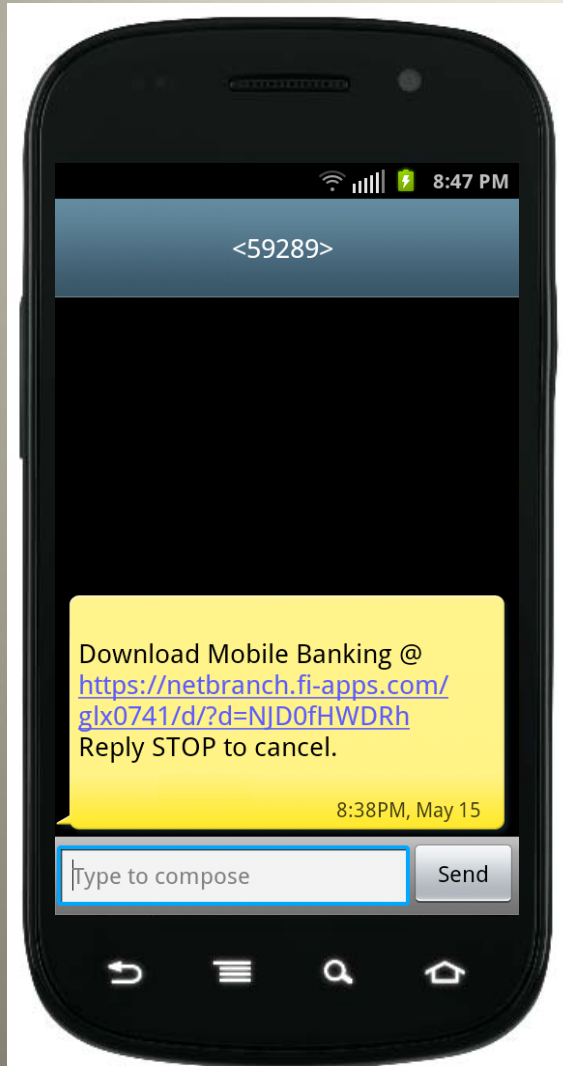 8:47 PM
<59289>
Download Mobile Banking @
https://netbranch.fi-apps.com/
glx0741/d/?d=NJD0fHWDRh
Reply STOP to cancel.
8:38PM, May 15
Type to compose
Send